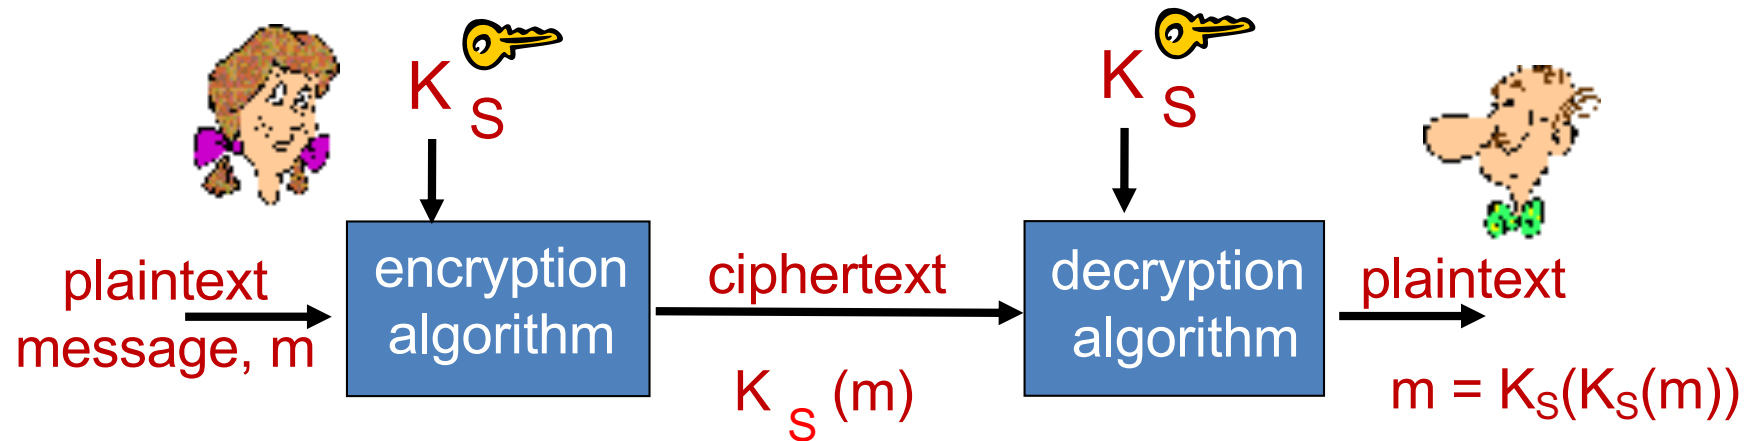 K S
K S
plaintext
message, m
encryption
algorithm
ciphertext
K S (m)
decryption
algorithm
plaintext
m = KS(KS(m))